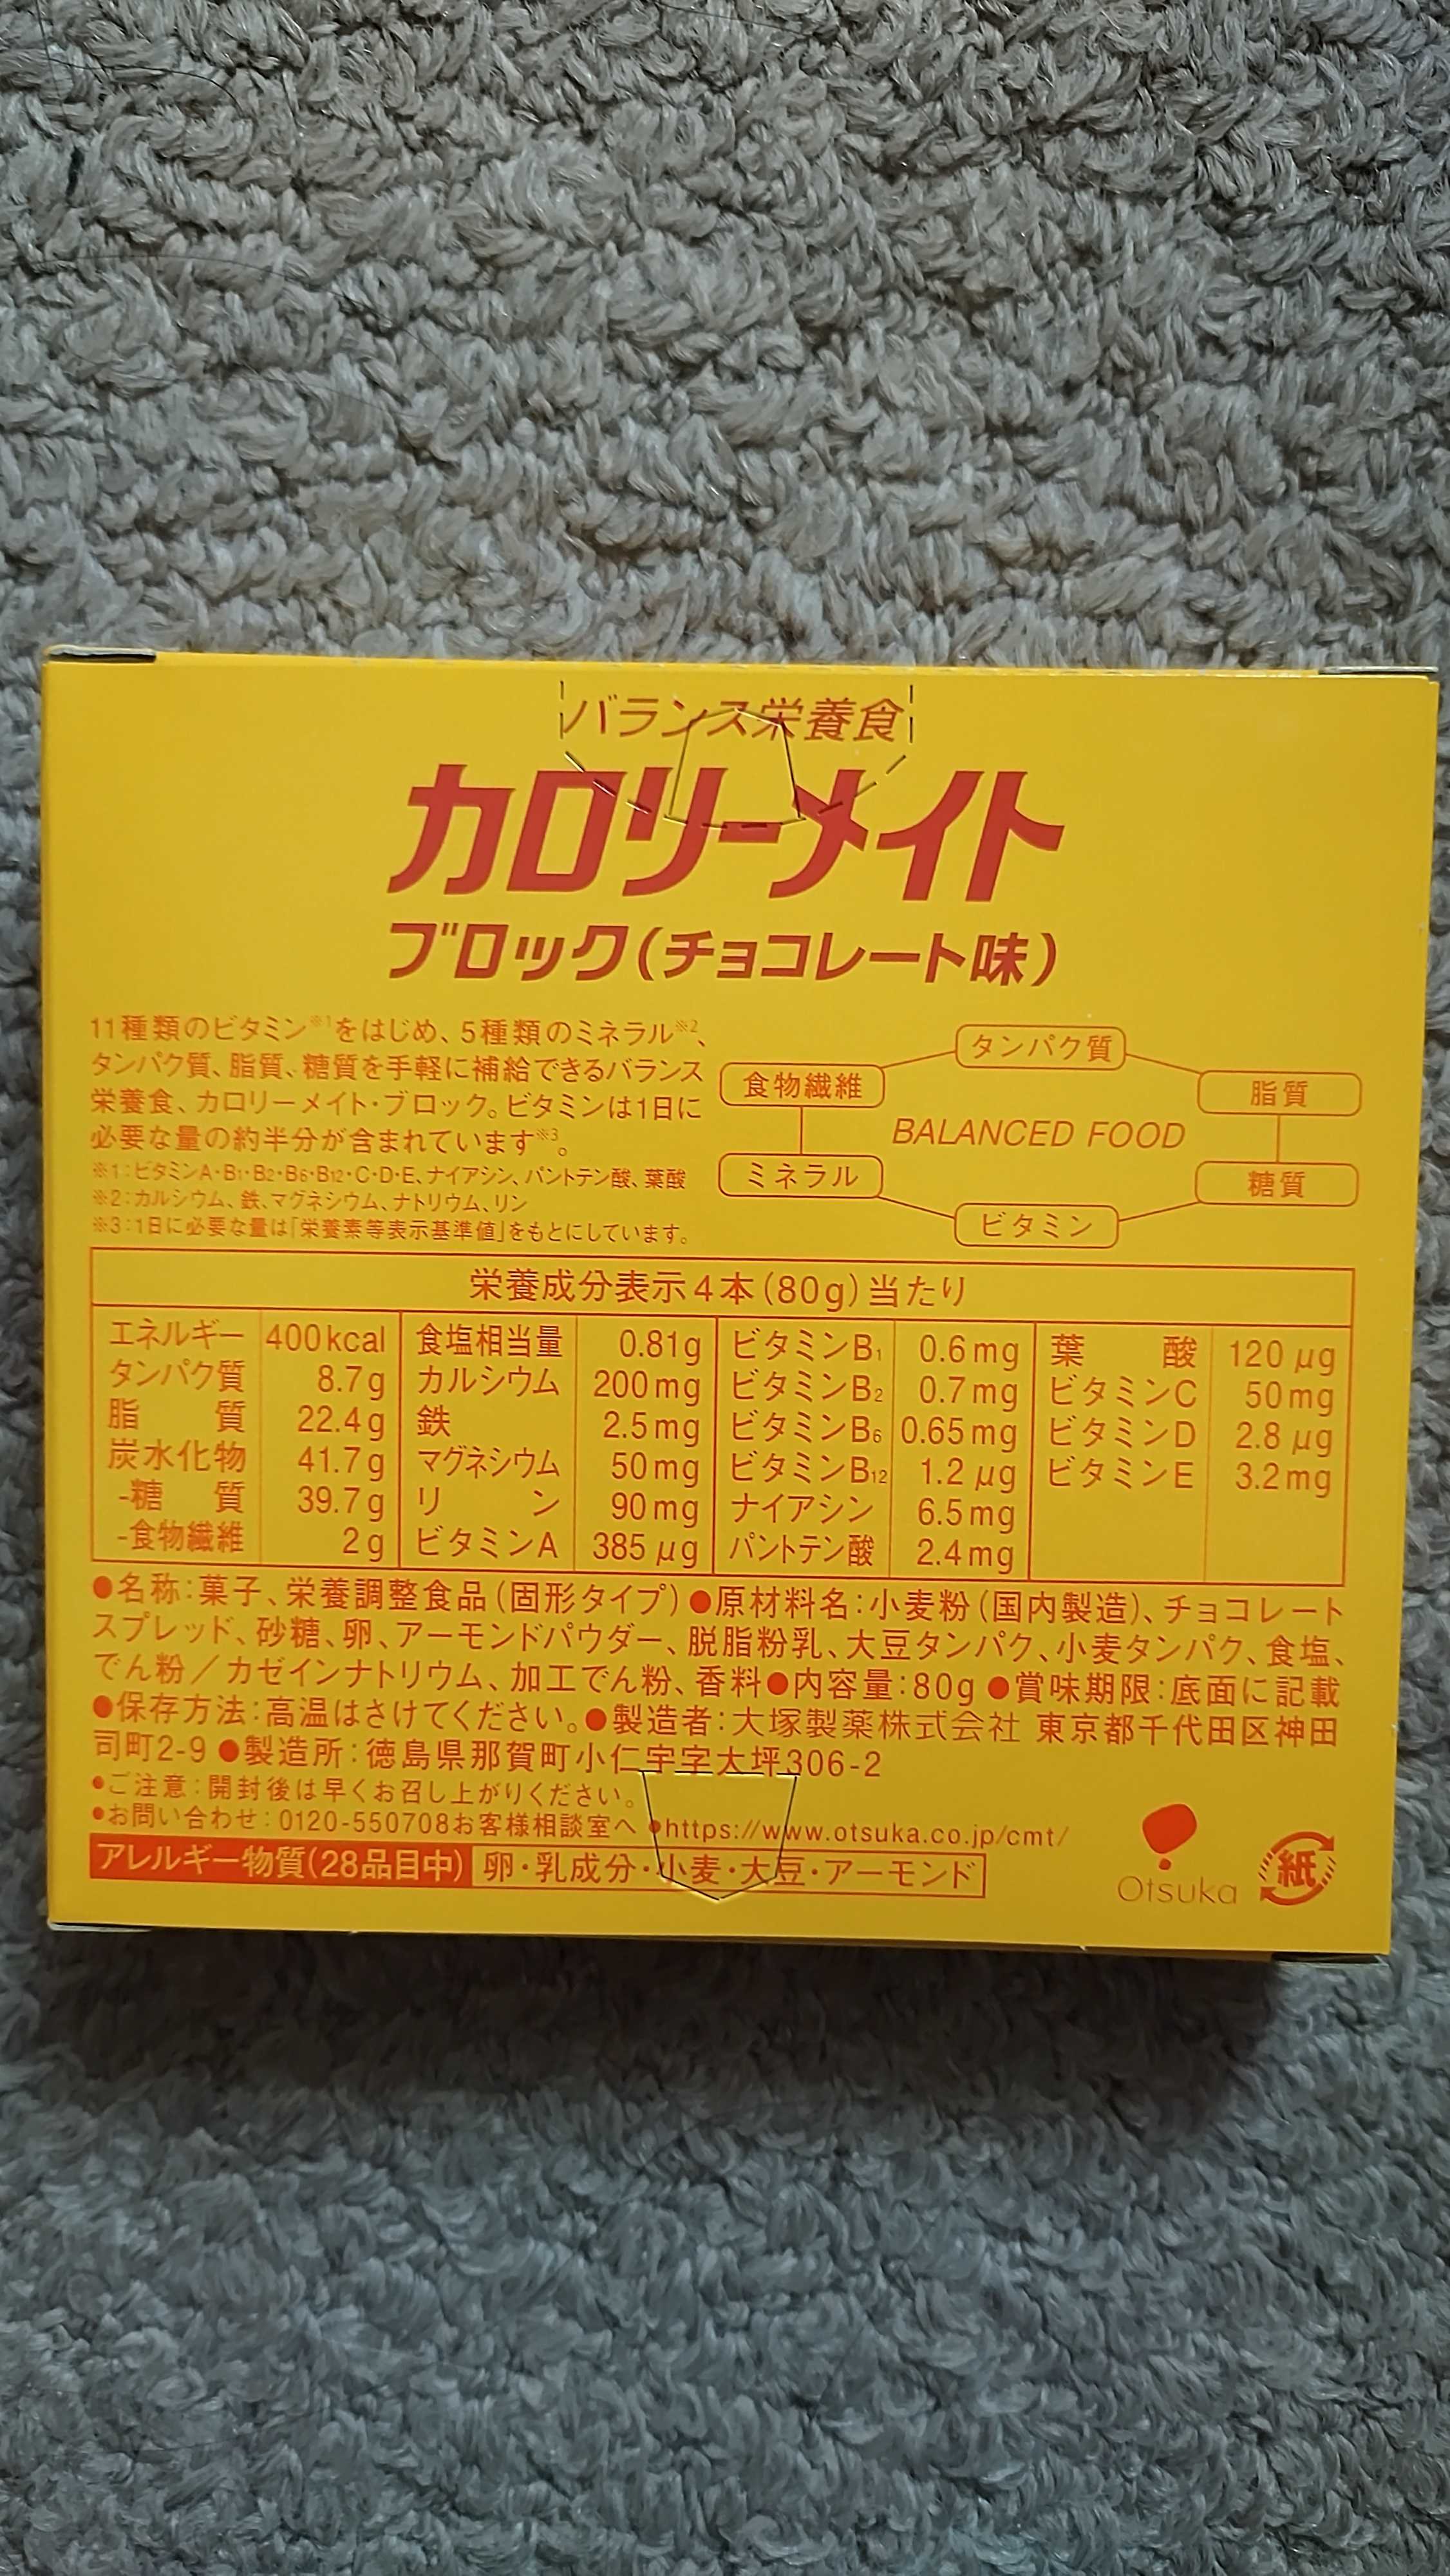 バランス栄養食
カロリーメイト
ブロック(チョコレート味)
11種類のビタミン※1をはじめ、5種類のミネラル※2、
タンパク質、脂質、糖質を手軽に補給できるバランス
栄養食、カロリーメイト・ブロック。ビタミンは1日に
必要な量の約半分が含まれています※3。
※1:ビタミンA・B1・B2・B6・B12・C・D・E、ナイアシン、パントテン酸、葉酸
※2:カルシウム、鉄、マグネシウム、ナトリウム、リン
※3:1日に必要な量は「栄養素等表示基準値」をもとにしています。
タンパク質
食物繊維
脂質
BALANCED FOOD
ミネラル
糖質
ビタミン
栄養成分表示4本(80g)当たり
エネルギー 400kcal 食塩相当量 0.81g ビタミンB1 0.6mg 葉酸 120μg
タンパク質 8.7g カルシウム 200mg ビタミンB2 0.7mg ビタミンC 50mg
脂質 22.4g 鉄 2.5mg ビタミンB6 0.65mg ビタミンD 2.8μg
炭水化物 41.7g マグネシウム 50mg ビタミンB12 1.2μg ビタミンE 3.2mg
-糖質 39.7g リン 90mg ナイアシン 6.5mg
-食物繊維 2g ビタミンA 385μg パントテン酸 2.4mg
●名称:菓子、栄養調整食品(固形タイプ)●原材料名:小麦粉(国内製造)、チョコレート
スプレッド、砂糖、卵、アーモンドパウダー、脱脂粉乳、大豆タンパク、小麦タンパク、食塩、
でん粉/カゼインナトリウム、加工でん粉、香料●内容量:80g●賞味期限:底面に記載
●保存方法:高温はさけてください。●製造者:大塚製薬株式会社 東京都千代田区神田
司町2-9●製造所:徳島県那賀町小仁宇字大坪306-2
●ご注意:開封後は早くお召し上がりください。
●お問い合わせ:0120-550708お客様相談室へ ●https://www.otsuka.co.jp/cmt/
アレルギー物質(28品目中) 卵・乳成分・小麦・大豆・アーモンド
Otsuka
紙